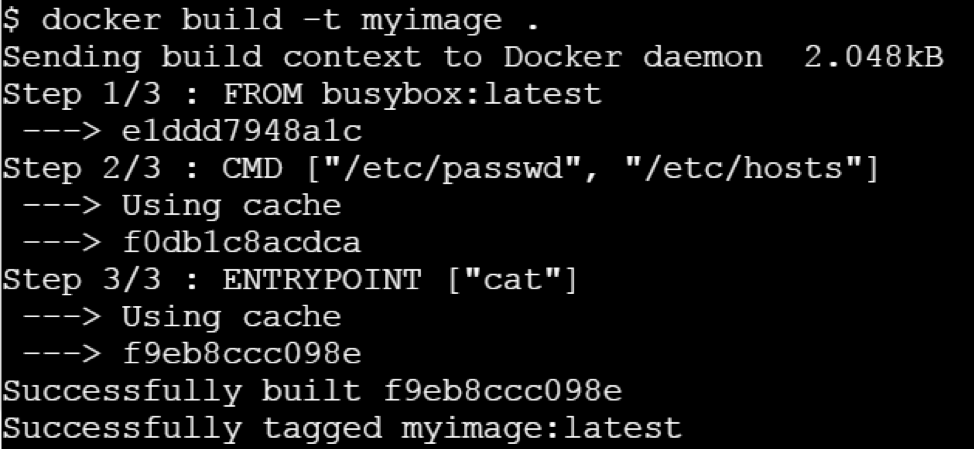 $ docker build -t myimage .
Sending build context to Docker daemon  2.048kB
Step 1/3 : FROM busybox:latest
 ---> e1ddd7948a1c
Step 2/3 : CMD ["/etc/passwd", "/etc/hosts"]
 ---> Using cache
 ---> f0db1c8acdca
Step 3/3 : ENTRYPOINT ["cat"]
 ---> Using cache
 ---> f9eb8ccc098e
Successfully built f9eb8ccc098e
Successfully tagged myimage:latest